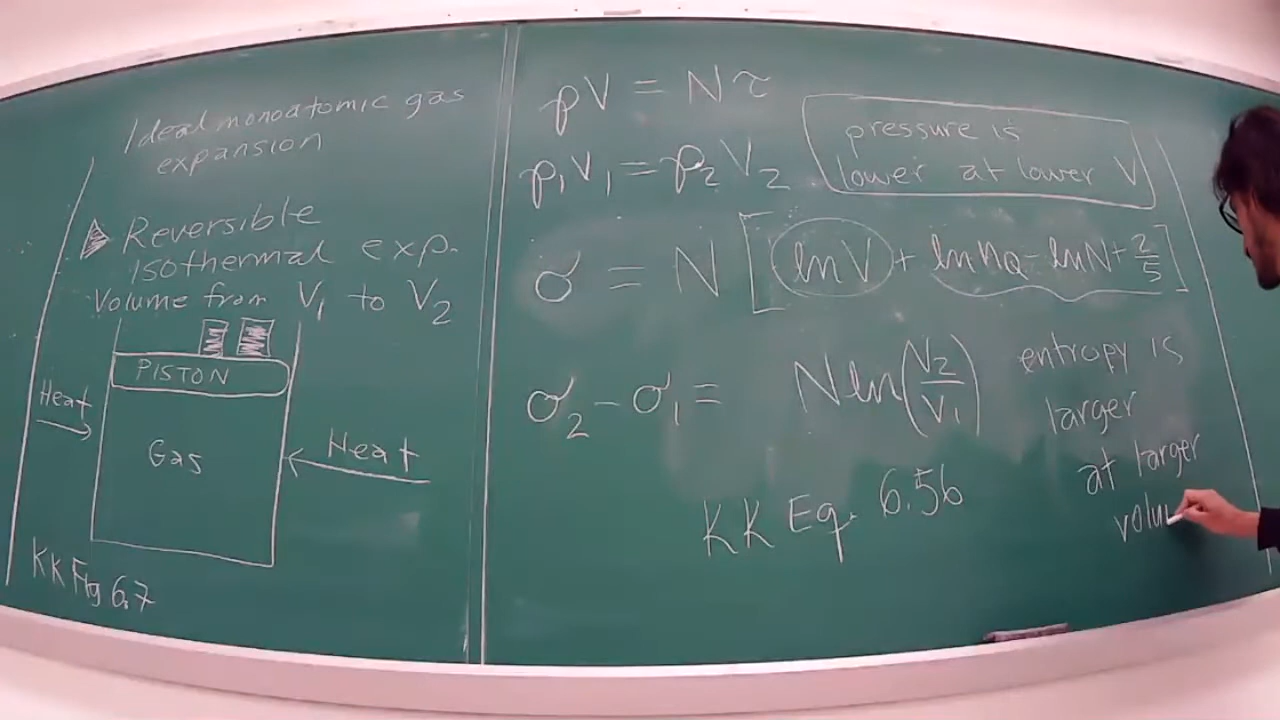 Ideal monoatomic gas
expansion
Reversible
isothermal exp.
Volume from V₁ to V₂
PISTON
Heat
Gas
Heat
KK Fig 6.7
pV = Nτ
p₁V₁ = p₂V₂
pressure is
lower at lower V
σ = N [lnV + ln n_Q - lnN + 2/5]
σ₂ - σ₁ = N ln(V₂/V₁)
entropy is
larger
at larger
volu
KK Eq. 6.56